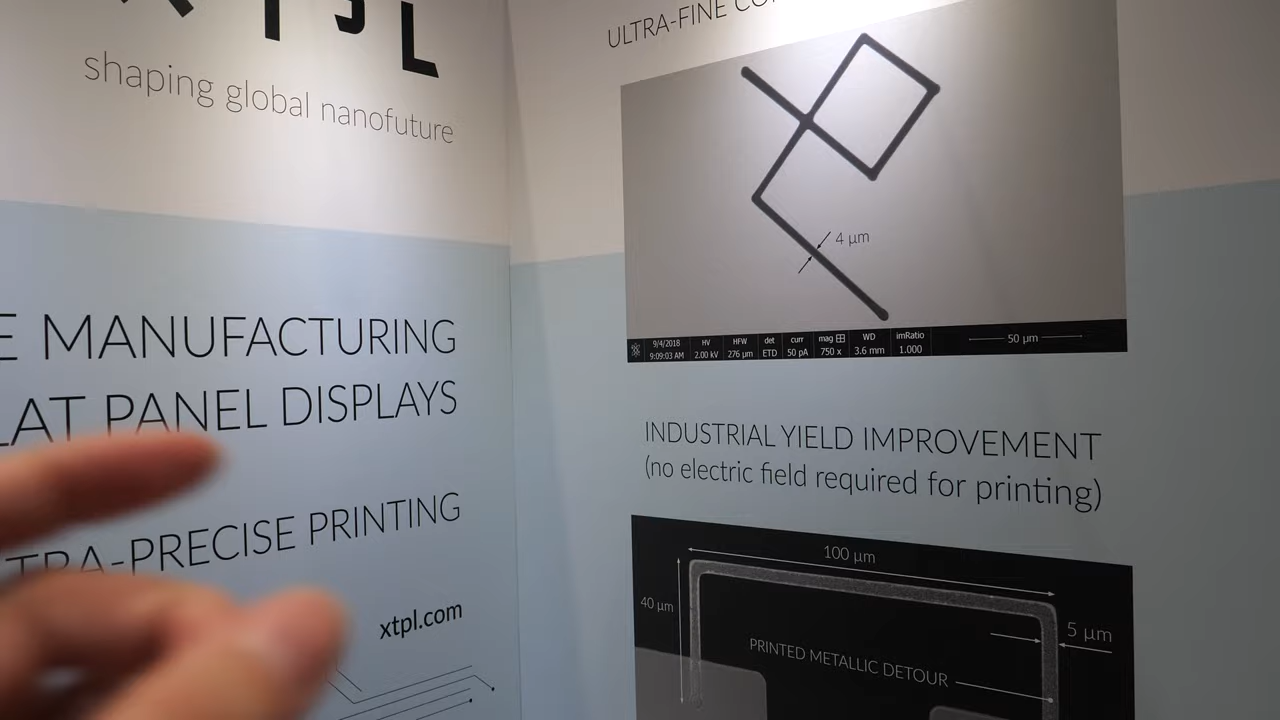 XTPL
shaping global nanofuture
E MANUFACTURING
LAT PANEL DISPLAYS
TRA-PRECISE PRINTING
xtpl.com
ULTRA-FINE
4 µm
9/4/2018 HV HFW det curr mag WD imRatio
9:09:03 AM 2.00 kV 276 µm ETD 50 pA 750 x 3.6 mm 1.000 50 µm
INDUSTRIAL YIELD IMPROVEMENT
(no electric field required for printing)
100 µm
40 µm
5 µm
PRINTED METALLIC DETOUR